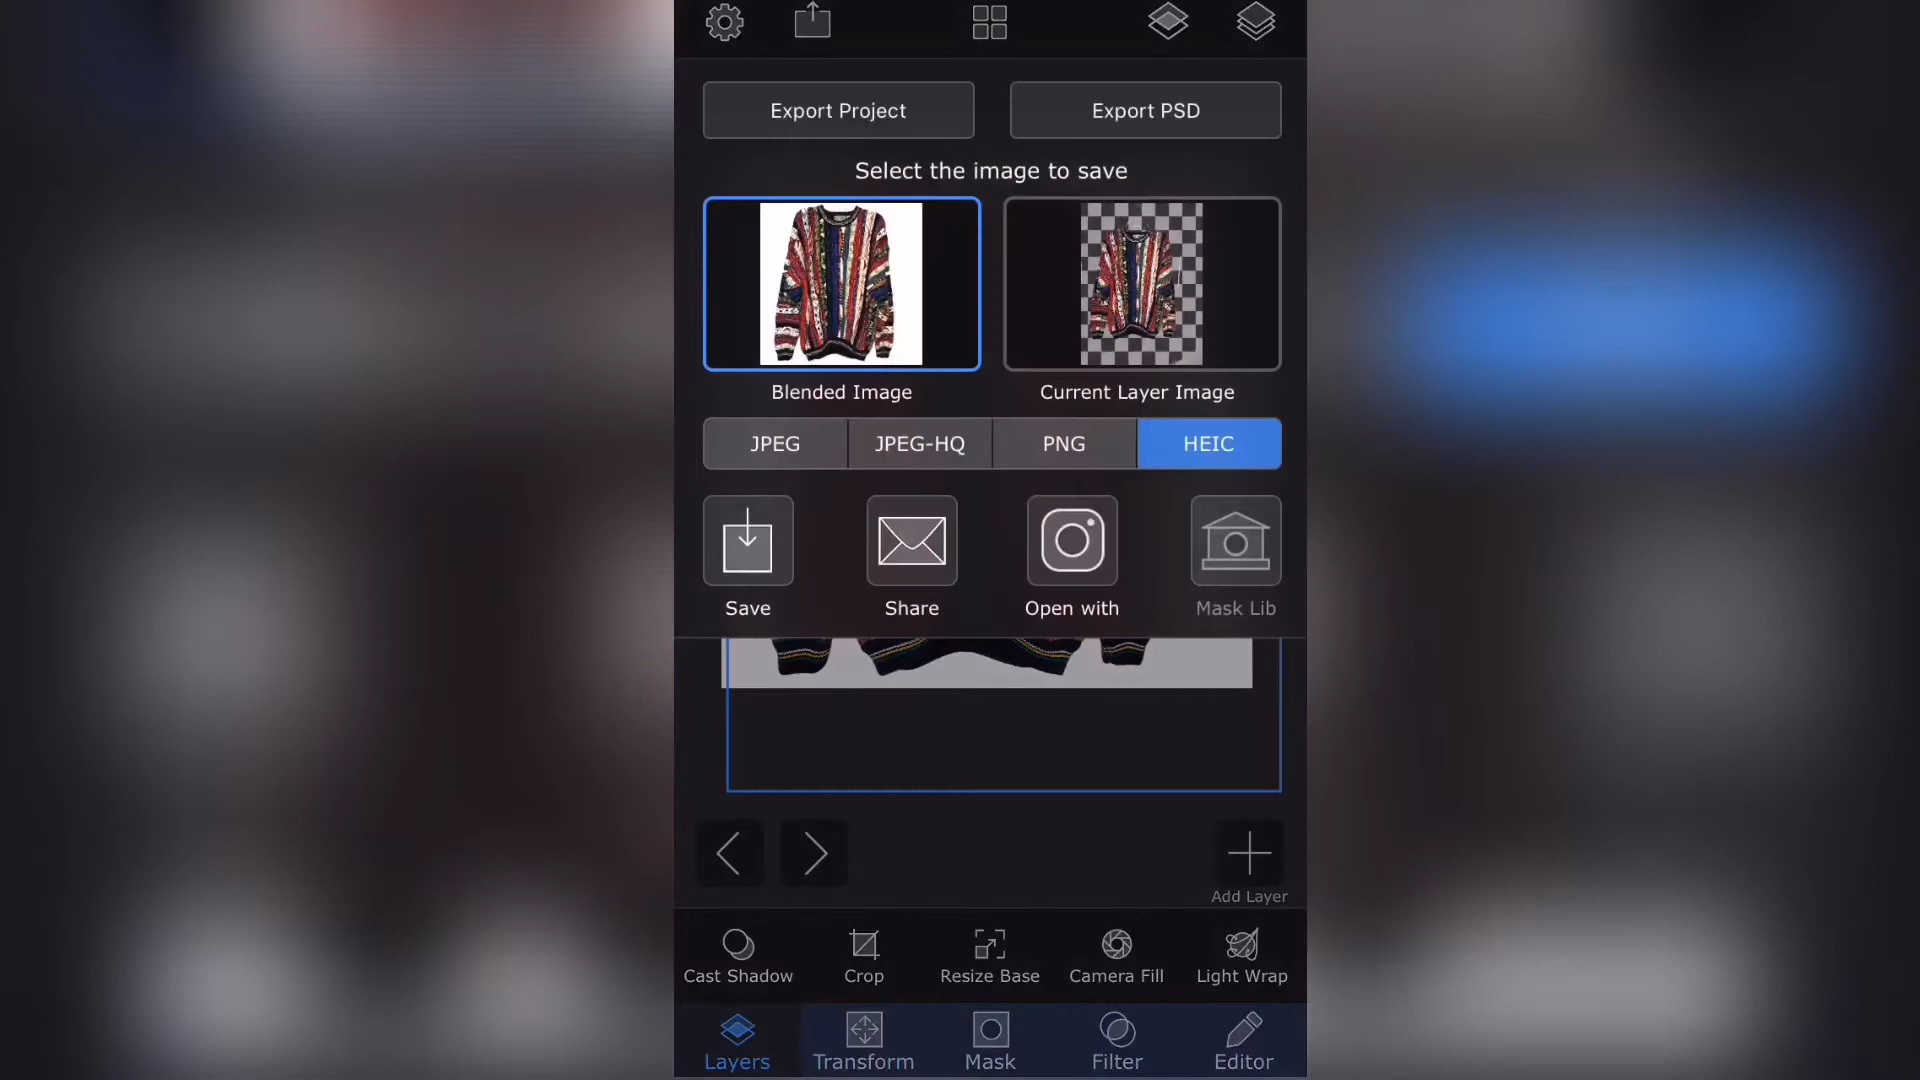 Export Project
Export PSD
Select the image to save
Blended Image
Current Layer Image
JPEG
JPEG-HQ
PNG
HEIC
Save
Share
Open with
Mask Lib
Add Layer
Cast Shadow
Crop
Resize Base
Camera Fill
Light Wrap
Layers
Transform
Mask
Filter
Editor